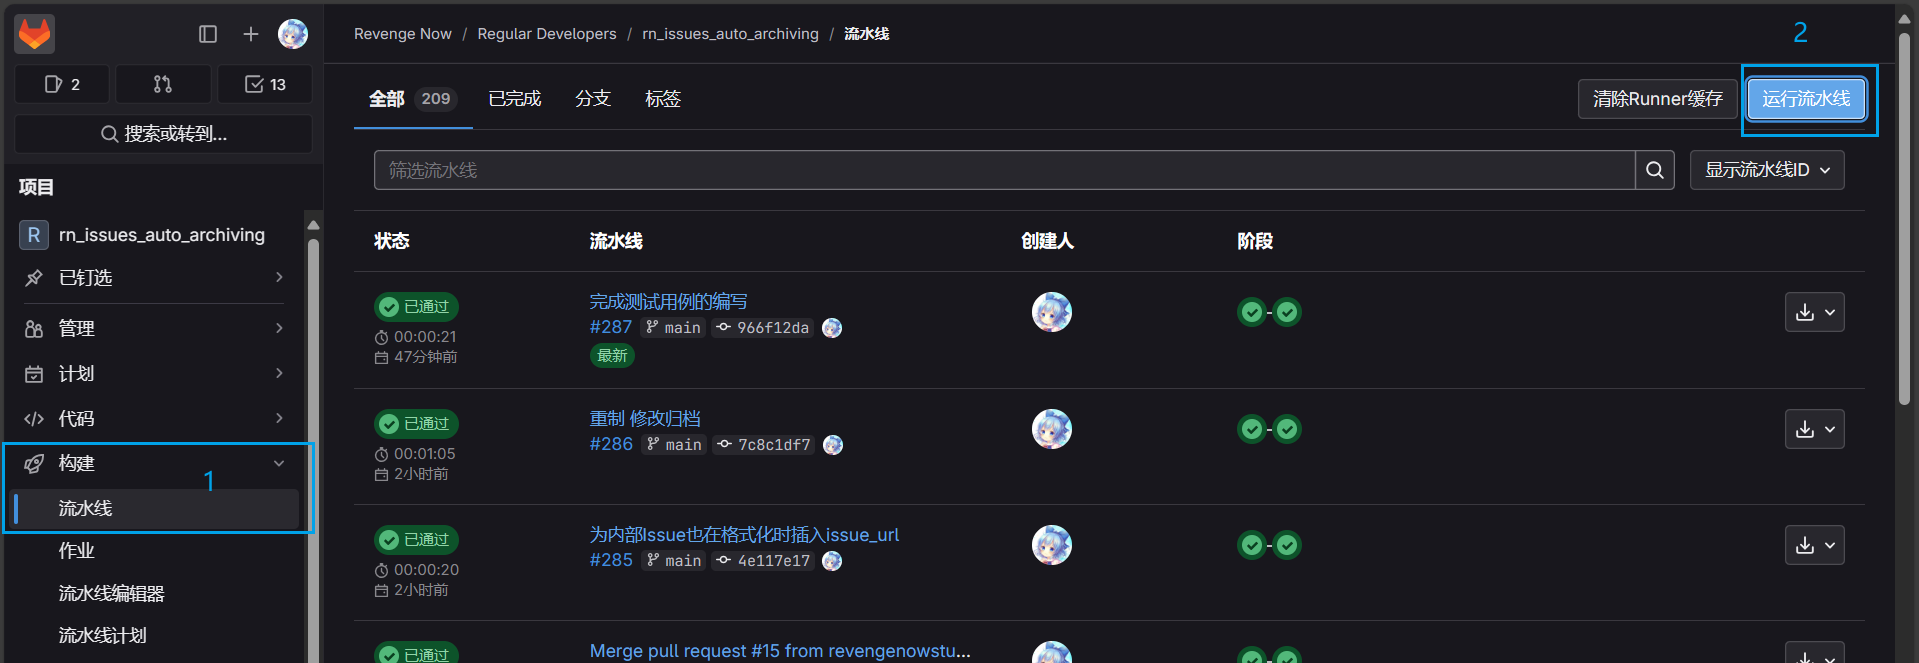 2
13
搜索或转到...
项目
R rn_issues_auto_archiving
已钉选
管理
计划
代码
构建
1
流水线
作业
流水线编辑器
流水线计划
Revenge Now / Regular Developers / rn_issues_auto_archiving / 流水线
2
全部 209 已完成 分支 标签
清除Runner缓存 运行流水线
筛选流水线
显示流水线ID
状态 流水线 创建人 阶段
已通过
00:00:21
47分钟前
完成测试用例的编写
#287 main 966f12da
最新
已通过
00:01:05
2小时前
重制 修改归档
#286 main 7c8c1df7
已通过
00:00:20
2小时前
为内部Issue也在格式化时插入issue_url
#285 main 4e117e17
已通过
Merge pull request #15 from revengenowstu...